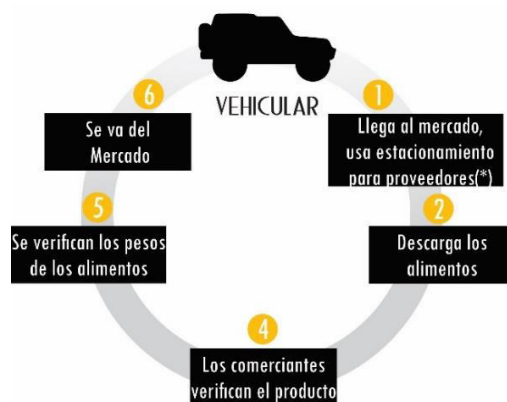 VEHICULAR
1
Llega al mercado,
usa estacionamiento
para proveedores(*)
2
Descarga los
alimentos
4
Los comerciantes
verifican el producto
5
Se verifican los pesos
de los alimentos
6
Se va del
Mercado